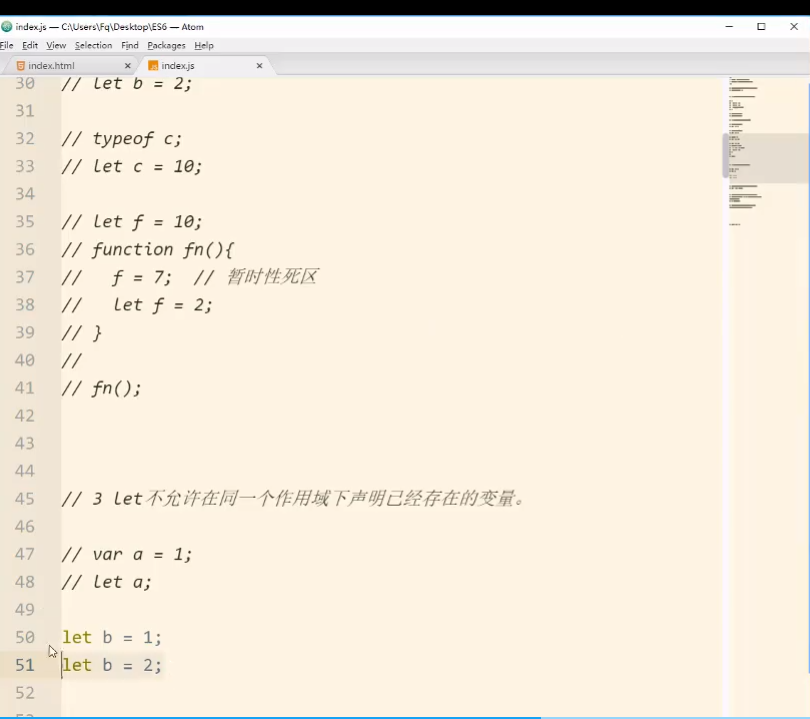 index.js — C:\Users\Fq\Desktop\ES6 — Atom
File Edit View Selection Find Packages Help
index.html × index.js ×
30 // let b = 2;
31
32 // typeof c;
33 // let c = 10;
34
35 // let f = 10;
36 // function fn(){
37 //   f = 7;  // 暂时性死区
38 //   let f = 2;
39 // }
40 //
41 // fn();
42
43
44
45 // 3 let不允许在同一个作用域下声明已经存在的变量。
46
47 // var a = 1;
48 // let a;
49
50 let b = 1;
51 let b = 2;
52